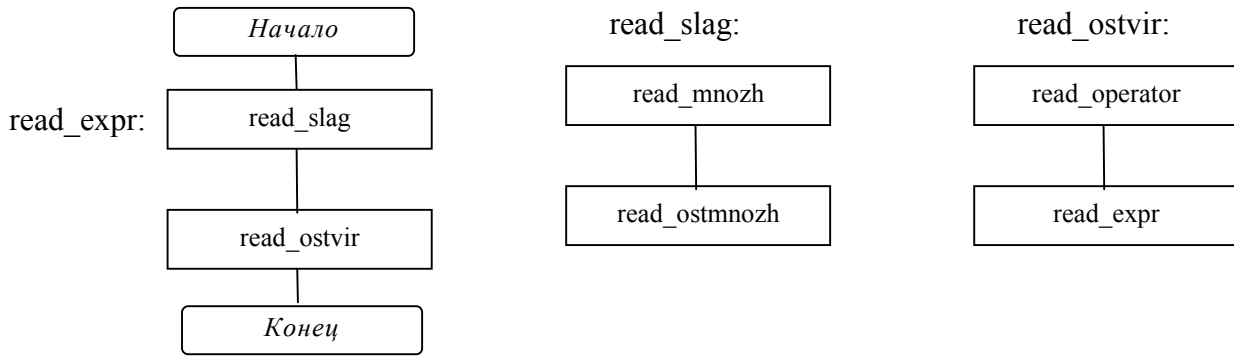 Начало
read_expr:
read_slag
read_ostvir
Конец
read_slag:
read_mnozh
read_ostmnozh
read_ostvir:
read_operator
read_expr